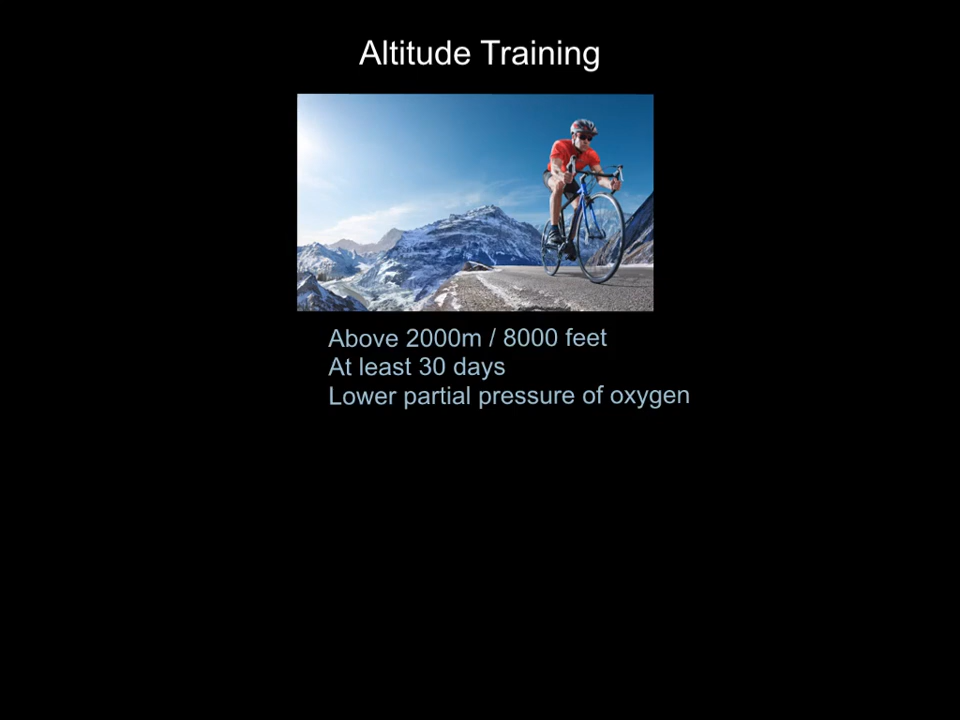 Altitude Training
Above 2000m / 8000 feet
At least 30 days
Lower partial pressure of oxygen